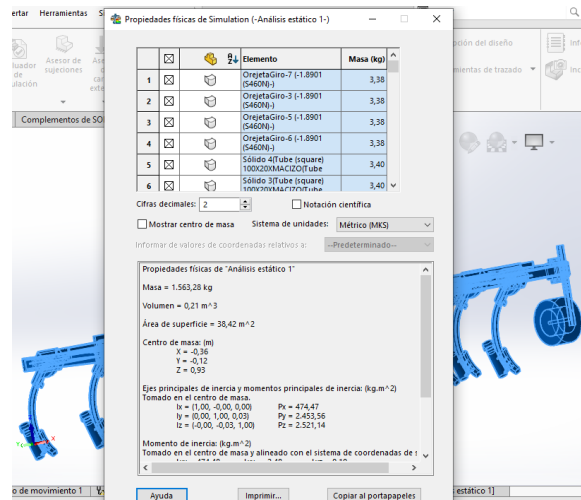 ertar Herramientas S
Propiedades físicas de Simulation (-Análisis estático 1-)
pción del diseño
Inf
luador
de
ulación
Asesor de
sujeciones
Ase
mientas de trazado
Inc
Complementos de SO
Elemento Masa (kg)
1 OrejetaGiro-7 (-1.8901 (S460N)-) 3,38
2 OrejetaGiro-3 (-1.8901 (S460N)-) 3,38
3 OrejetaGiro-5 (-1.8901 (S460N)-) 3,38
4 OrejetaGiro-6 (-1.8901 (S460N)-) 3,38
5 Sólido 4(Tube (square) 100X20XMACIZO(Tube 3,40
6 Sólido 3(Tube (square) 100X20XMACIZO(Tube 3,40
Cifras decimales: 2 Notación científica
Mostrar centro de masa Sistema de unidades: Métrico (MKS)
Informar de valores de coordenadas relativos a: --Predeterminado--
Propiedades físicas de "Análisis estático 1"
Masa = 1.563,28 kg
Volumen = 0,21 m^3
Área de superficie = 38,42 m^2
Centro de masa: (m)
X = -0,36
Y = -0,12
Z = 0,93
Ejes principales de inercia y momentos principales de inercia: (kg.m^2)
Tomado en el centro de masa.
Ix = (1,00, -0,00, 0,00) Px = 474,47
Iy = (0,00, 1,00, 0,03) Py = 2.453,56
Iz = (-0,00, -0,03, 1,00) Pz = 2.521,14
Momento de inercia: (kg.m^2)
Tomado en el centro de masa y alineado con el sistema de coordenadas de s
o de movimiento 1
estático 1]
Ayuda Imprimir... Copiar al portapapeles